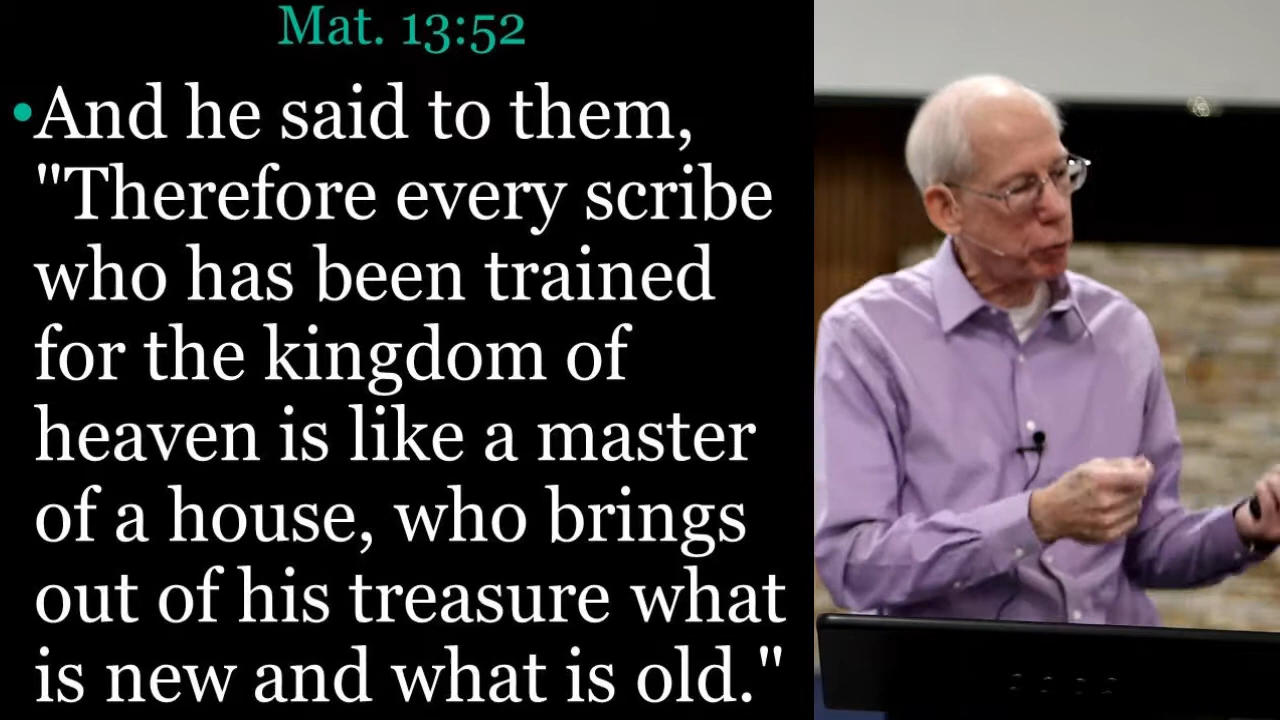 Mat. 13:52
•And he said to them,
"Therefore every scribe
who has been trained
for the kingdom of
heaven is like a master
of a house, who brings
out of his treasure what
is new and what is old."